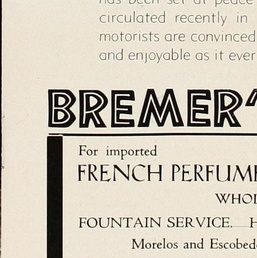 has been set at peace
circulated recently in
motorists are convinced
and enjoyable as it ever
BREMER'
For imported
FRENCH PERFUME
WHOL
FOUNTAIN SERVICE. H
Morelos and Escobed